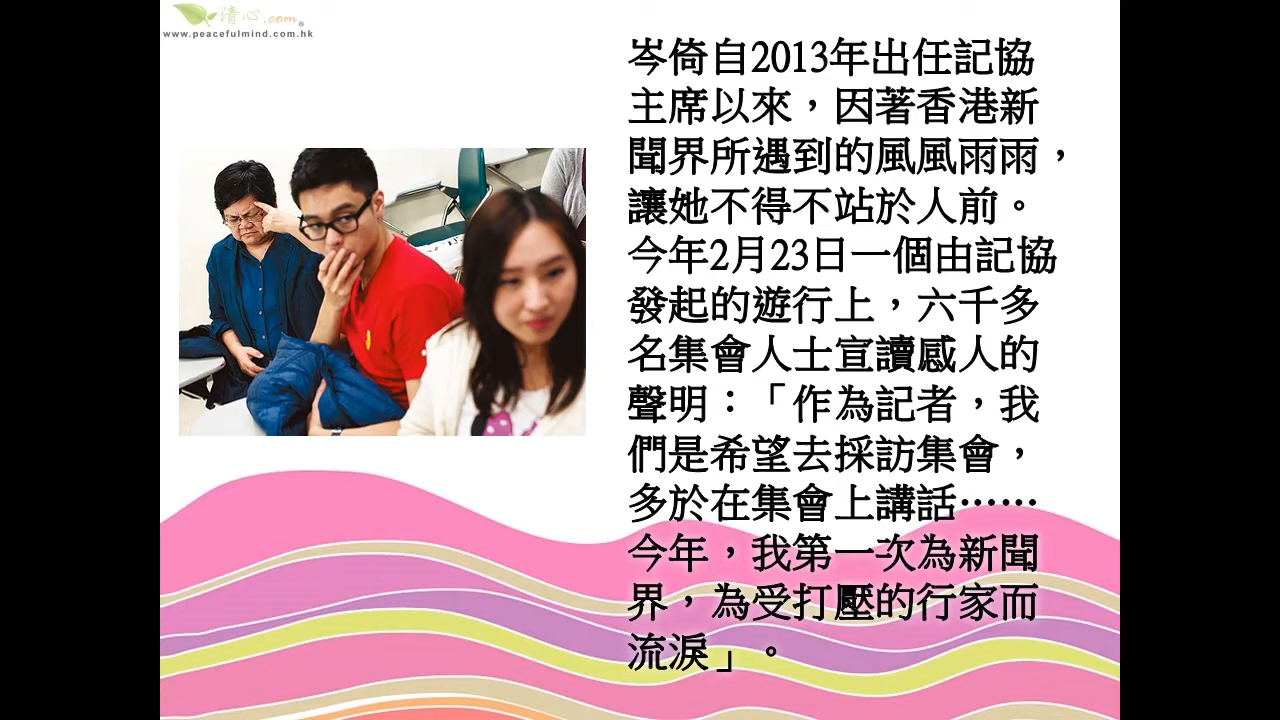 清心.com
www.peacefulmind.com.hk
岑倚自2013年出任記協
主席以來，因著香港新
聞界所遇到的風風雨雨，
讓她不得不站於人前。
今年2月23日一個由記協
發起的遊行上，六千多
名集會人士宣讀感人的
聲明：「作為記者，我
們是希望去採訪集會，
多於在集會上講話⋯⋯
今年，我第一次為新聞
界，為受打壓的行家而
流淚」。